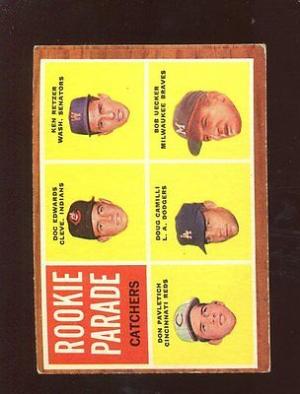 ROOKIE
PARADE
CATCHERS
DOC EDWARDS
CLEVE. INDIANS
KEN RETZER
WASH. SENATORS
DON PAVLETICH
CINCINNATI REDS
DOUG CAMILLI
L. A. DODGERS
BOB UECKER
MILWAUKEE BRAVES
C
LA
M
W